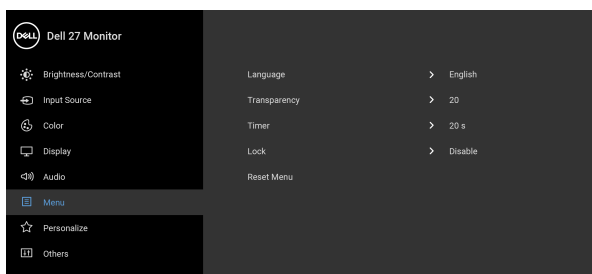 DELL Dell 27 Monitor
Brightness/Contrast
Input Source
Color
Display
Audio
Menu
Personalize
Others
Language > English
Transparency > 20
Timer > 20 s
Lock > Disable
Reset Menu